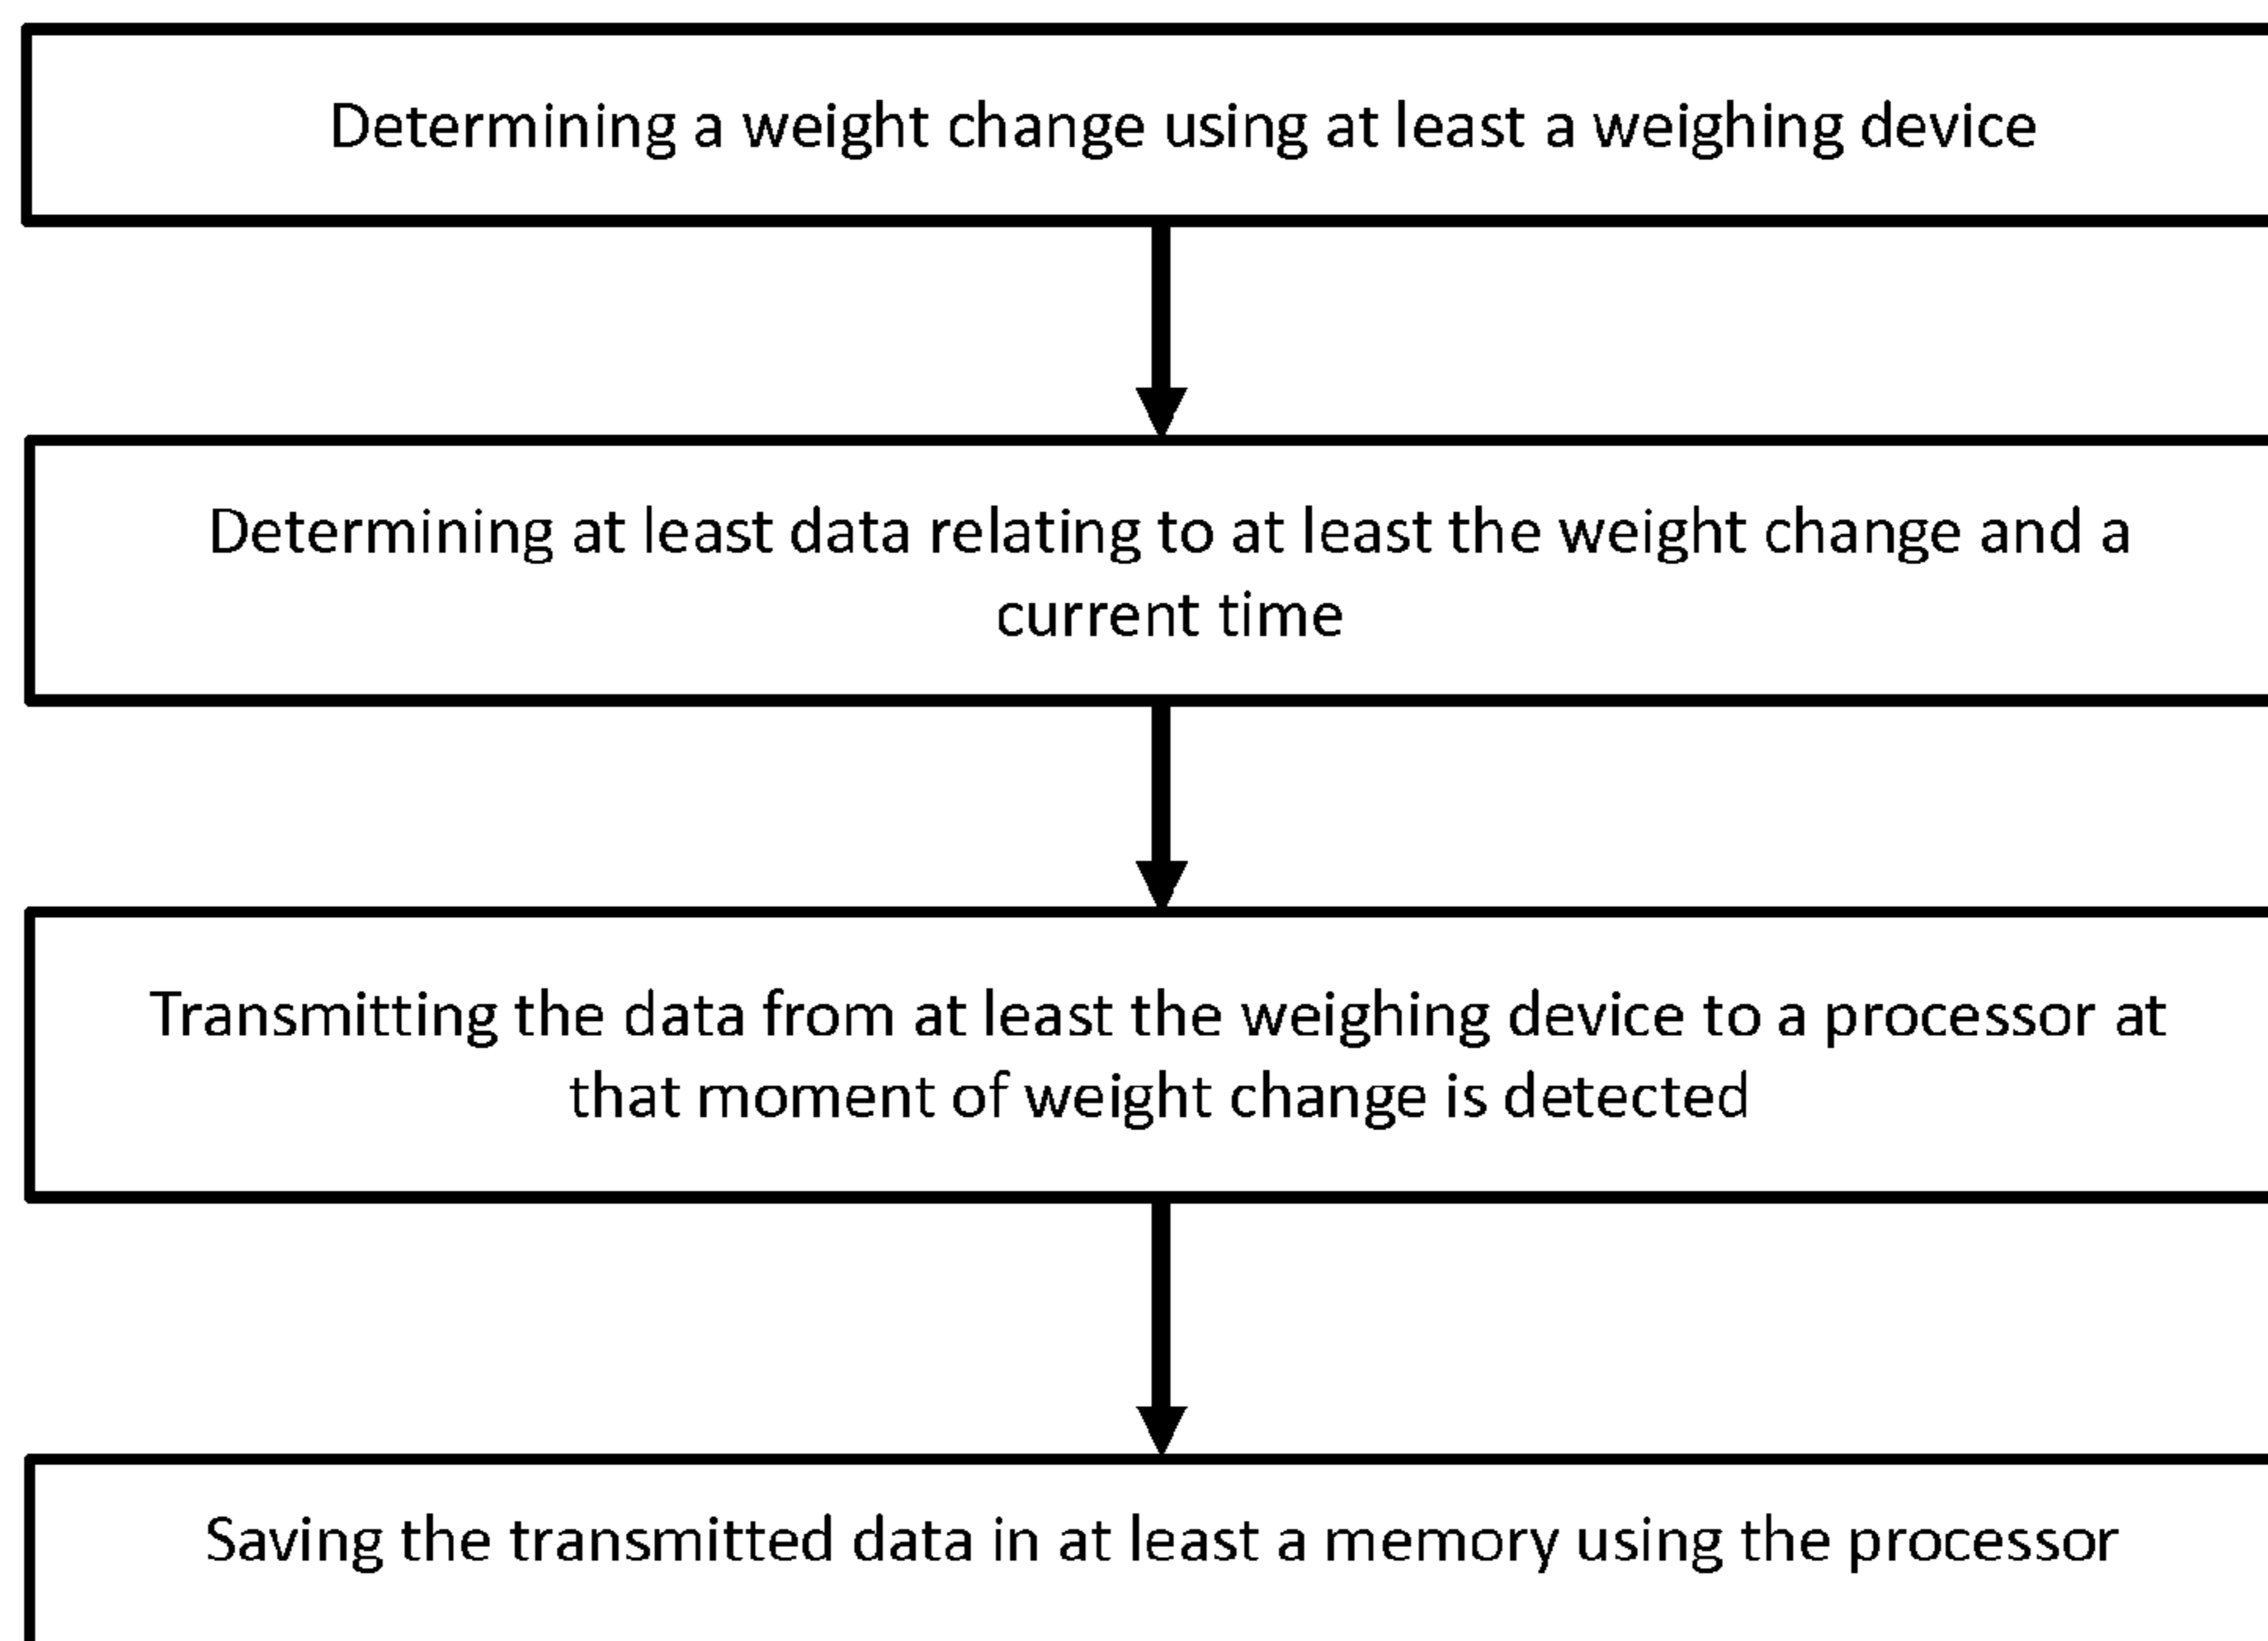 Determining a weight change using at least a weighing device
Determining at least data relating to at least the weight change and a
current time
Transmitting the data from at least the weighing device to a processor at
that moment of weight change is detected
Saving the transmitted data in at least a memory using the processor